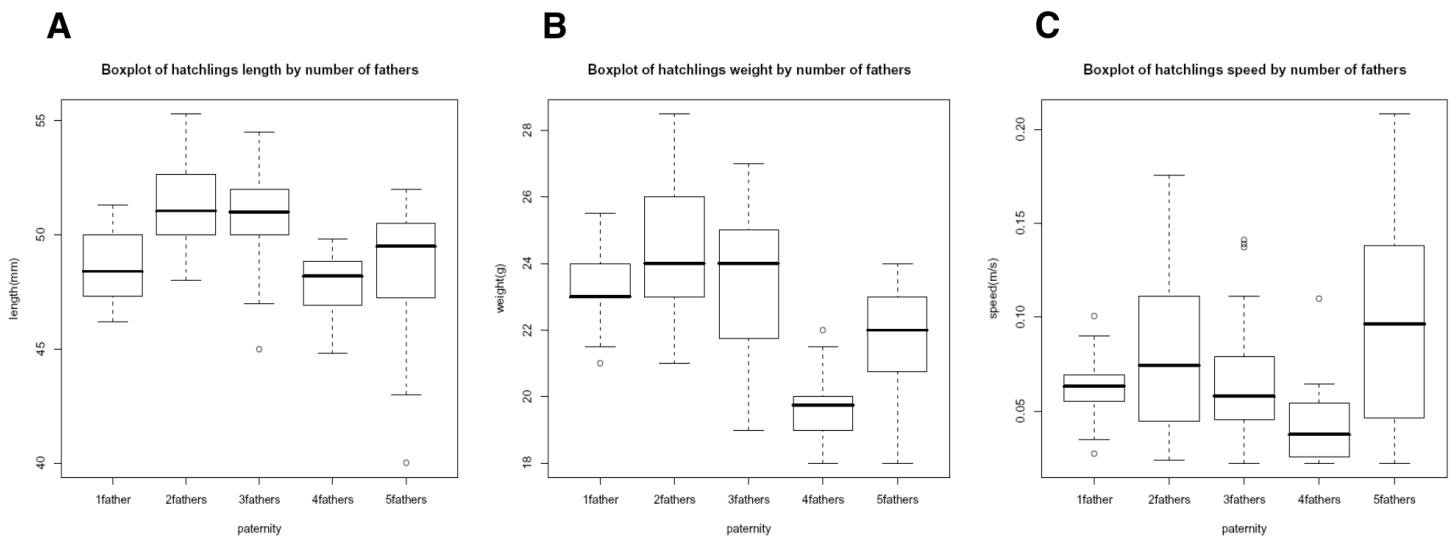 A
Boxplot of hatchlings length by number of fathers
length(mm)
55
50
45
40
1father 2fathers 3fathers 4fathers 5fathers
paternity
B
Boxplot of hatchlings weight by number of fathers
weight(g)
28
26
24
22
20
18
1father 2fathers 3fathers 4fathers 5fathers
paternity
C
Boxplot of hatchlings speed by number of fathers
speed(m/s)
0.20
0.15
0.10
0.05
1father 2fathers 3fathers 4fathers 5fathers
paternity